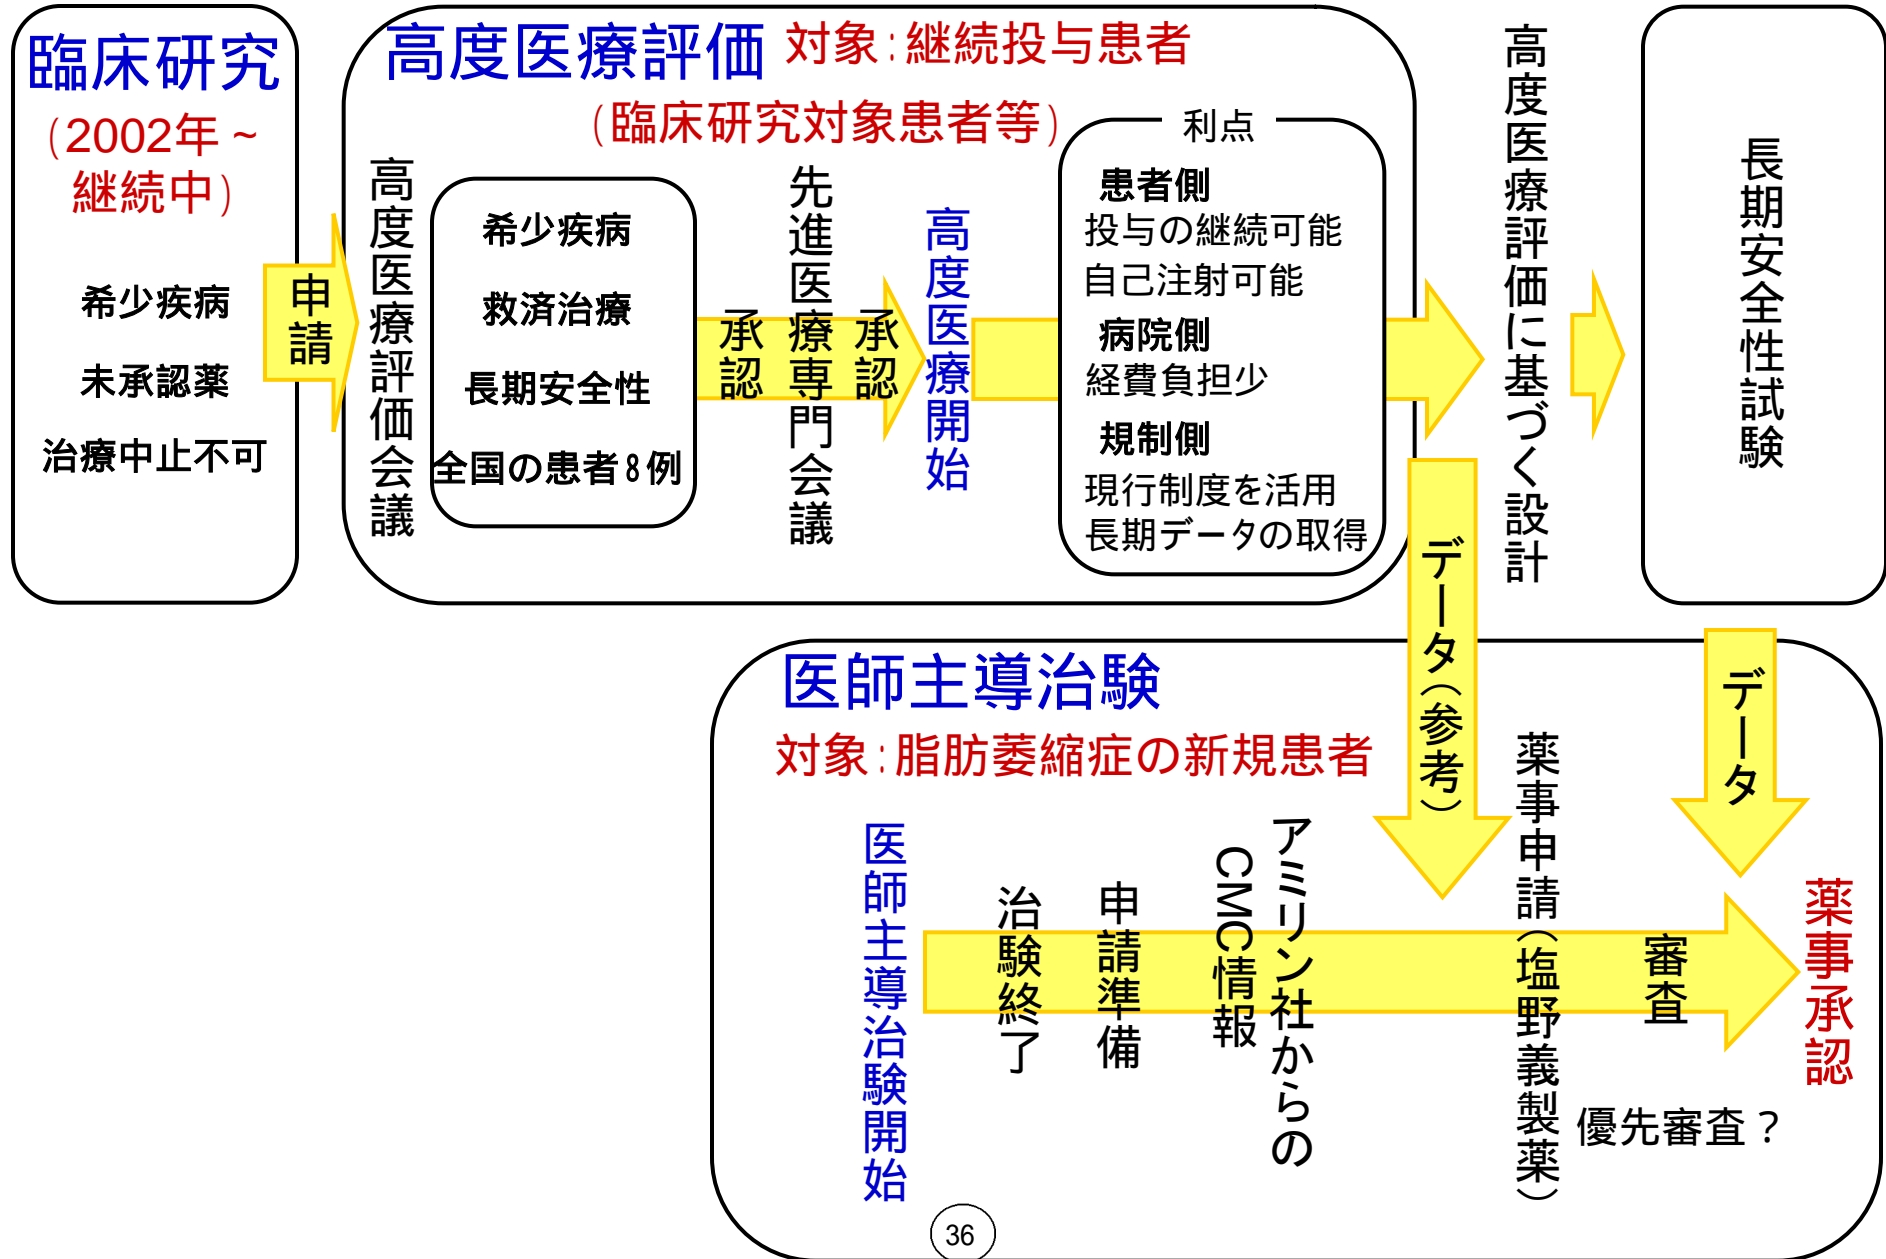 臨床研究
（2002年～
継続中）
希少疾病
未承認薬
治療中止不可
申請
高度医療評価 対象：継続投与患者
（臨床研究対象患者等）
高度医療評価会議
希少疾病
救済治療
長期安全性
全国の患者８例
承認
先進医療専門会議
承認
高度医療開始
利点
患者側
投与の継続可能
自己注射可能
病院側
経費負担少
規制側
現行制度を活用
長期データの取得
高度医療評価に基づく設計
長期安全性試験
データ（参考）
データ
医師主導治験
対象：脂肪萎縮症の新規患者
医師主導治験開始
治験終了
申請準備
アミリン社からの
CMC情報
薬事申請（塩野義製薬）
審査
優先審査？
薬事承認
36